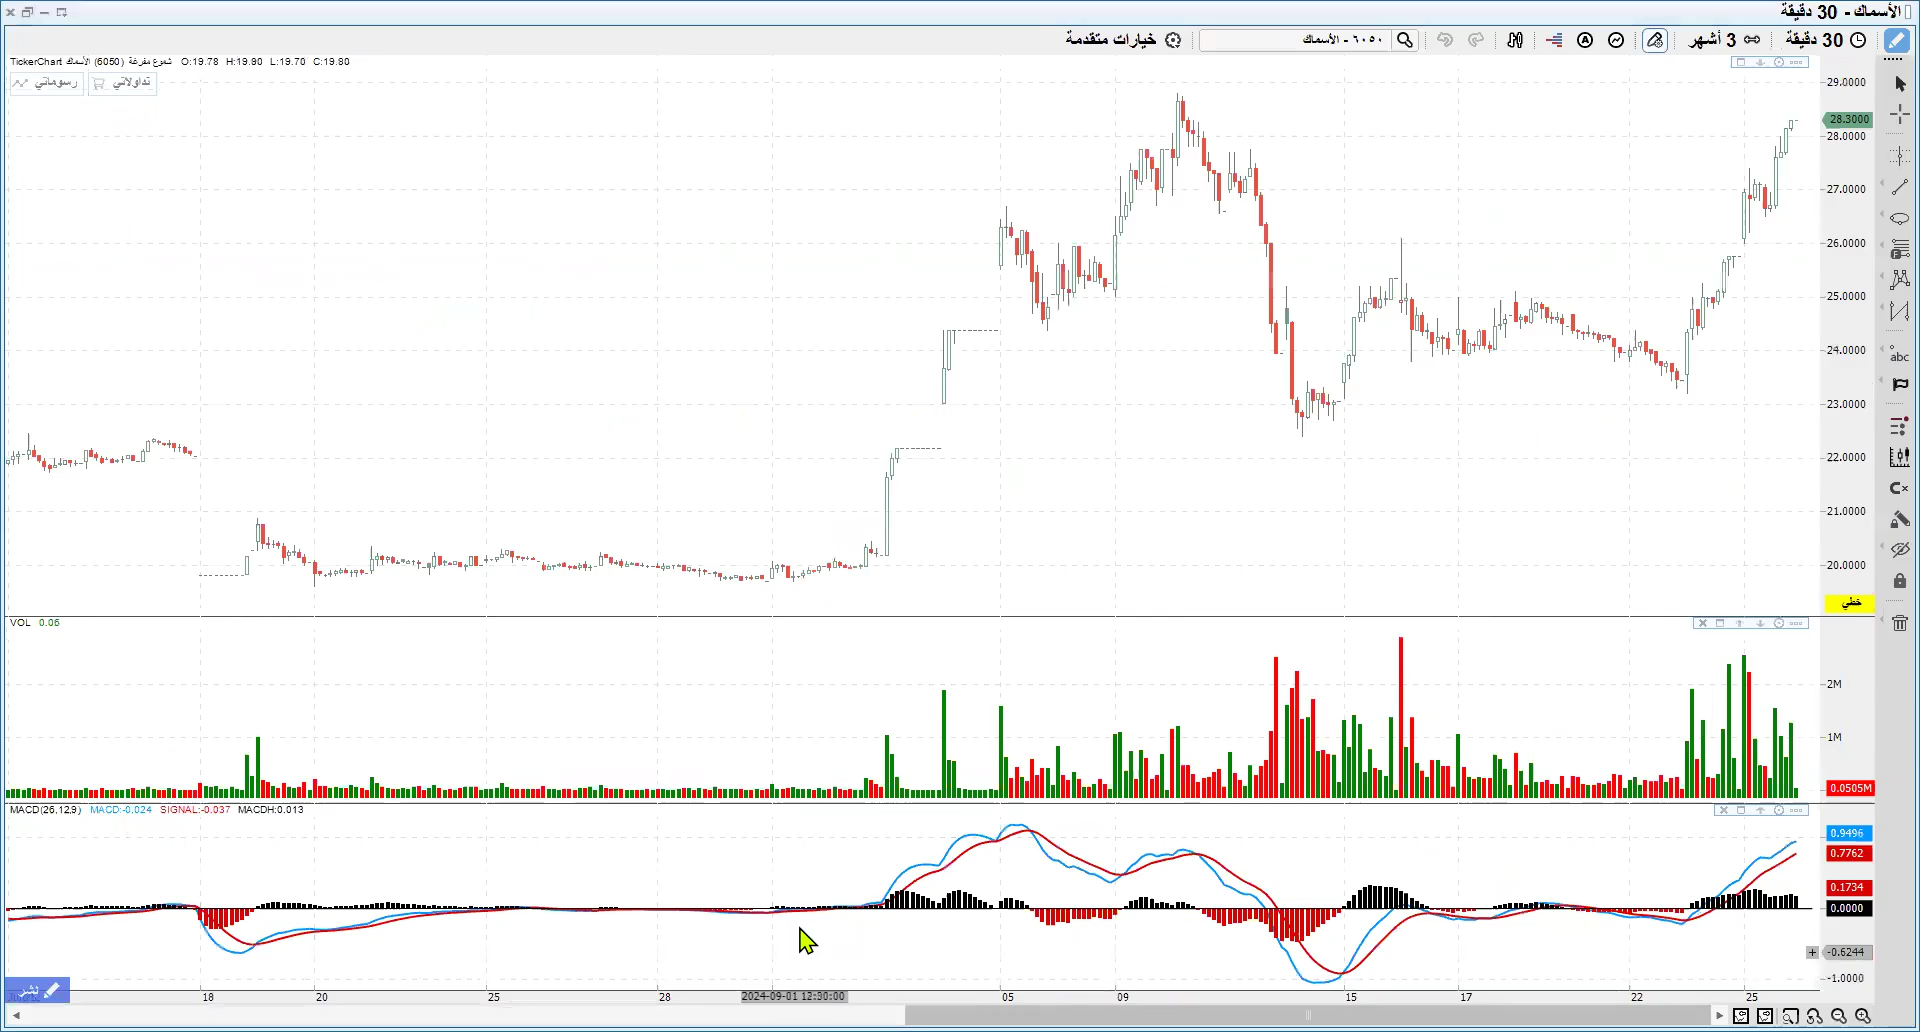 الأسماك - 30 دقيقة
30 دقيقة
3 أشهر
٦٠٥٠ - الأسماك
خيارات متقدمة
TickerChart شموع مفرغة (6050) الأسماك O:19.78 H:19.80 L:19.70 C:19.80
رسوماتي
تداولاتي
29.0000
28.3000
28.0000
27.0000
26.0000
25.0000
24.0000
23.0000
22.0000
21.0000
20.0000
خطي
abc
VOL 0.06
2M
1M
0.0505M
MACD(26,12,9) MACD:-0.024 SIGNAL:-0.037 MACDH:0.013
0.9496
0.7762
0.1734
0.0000
-0.6244
-1.0000
نشر
18
20
25
28
2024-09-01 12:30:00
05
09
15
17
22
25